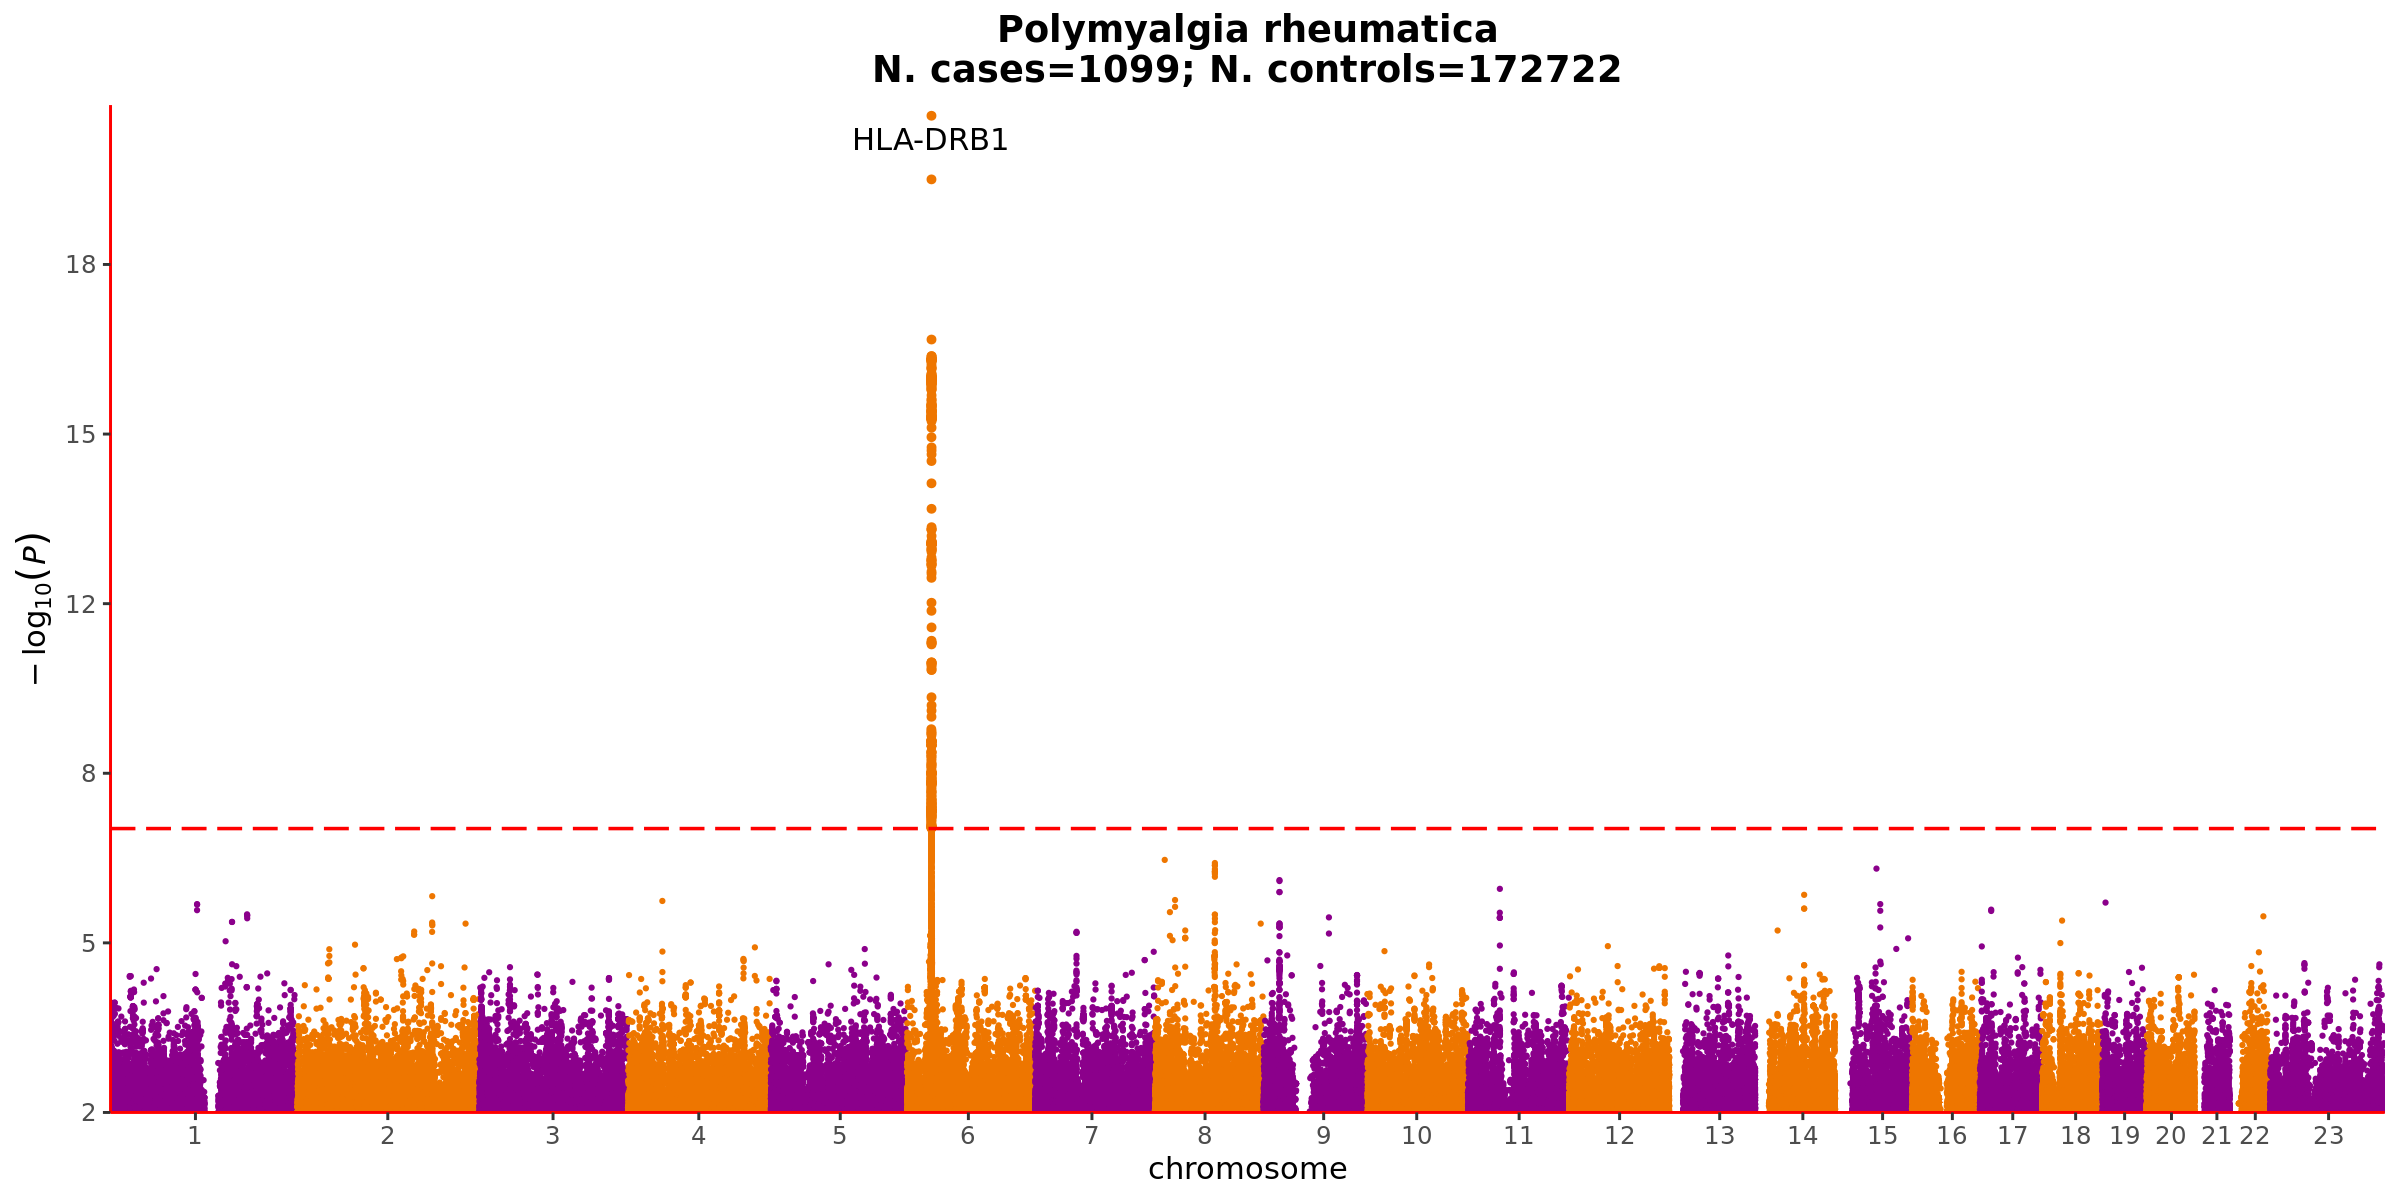 Polymyalgia rheumatica
N. cases=1099; N. controls=172722
HLA-DRB1
18
15
12
8
5
2
− log₁₀(P)
1 2 3 4 5 6 7 8 9 10 11 12 13 14 15 16 17 18 19 20 21 22 23
chromosome